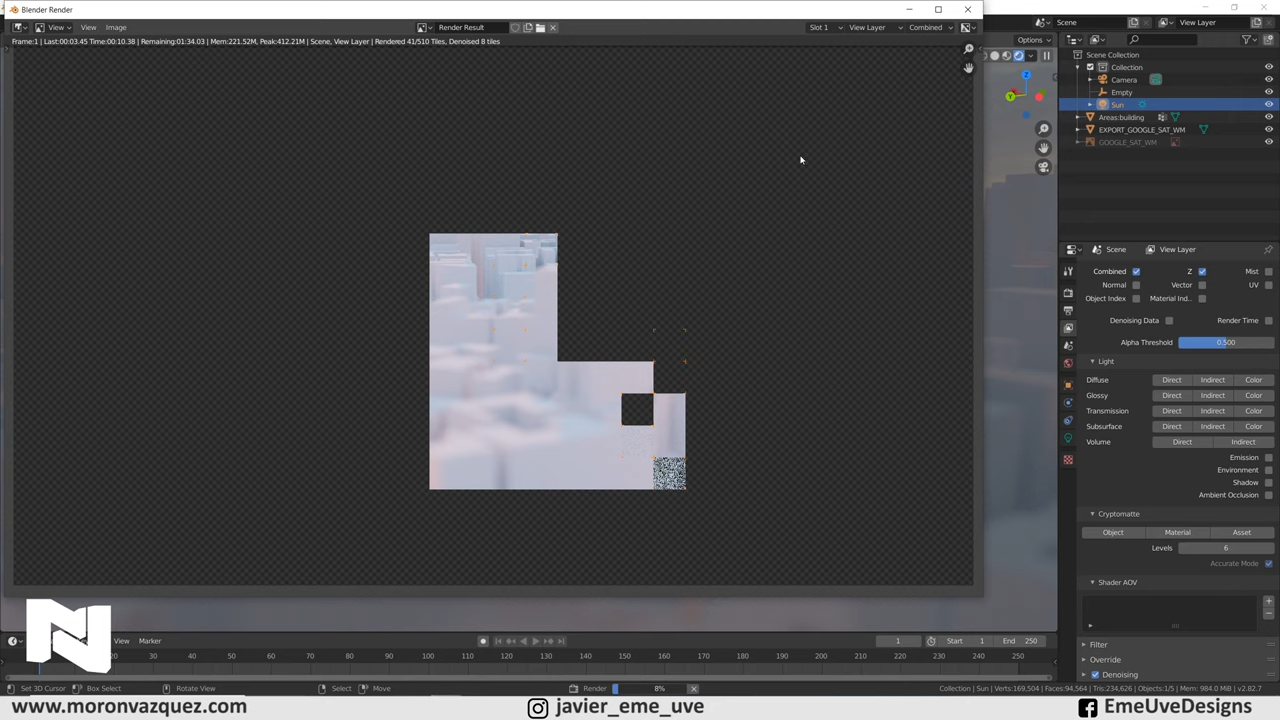 Blender Render
View View Image Render Result Slot 1 View Layer Combined
Frame:1 | Last:00:03.45 Time:00:10.38 | Remaining:01:34.03 | Mem:221.52M, Peak:412.21M | Scene, View Layer | Rendered 41/510 Tiles, Denoised 8 tiles
Scene View Layer
Options
Scene Collection
Collection
Camera
Empty
Sun
Areas:building
EXPORT_GOOGLE_SAT_WM
GOOGLE_SAT_WM
Z
Y
Scene View Layer
Combined Z Mist
Normal Vector UV
Object Index Material Ind..
Denoising Data Render Time
Alpha Threshold 0.500
Light
Diffuse Direct Indirect Color
Glossy Direct Indirect Color
Transmission Direct Indirect Color
Subsurface Direct Indirect Color
Volume Direct Indirect
Emission
Environment
Shadow
Ambient Occlusion
Cryptomatte
Object Material Asset
Levels 6
Accurate Mode
Shader AOV
Filter
Override
Denoising
View Marker 1 Start 1 End 250
20 30 40 50 60 70 80 90 100 110 120 130 140 150 160 170 180 190 200 210 220 230 240 250
Set 3D Cursor Box Select Rotate View Select Move Render 8% Collection | Sun | Verts:169,504 | Faces:94,564 | Tris:234,626 | Objects:1/5 | Mem: 984.0 MiB | v2.82.7
www.moronvazquez.com javier_eme_uve EmeUveDesigns